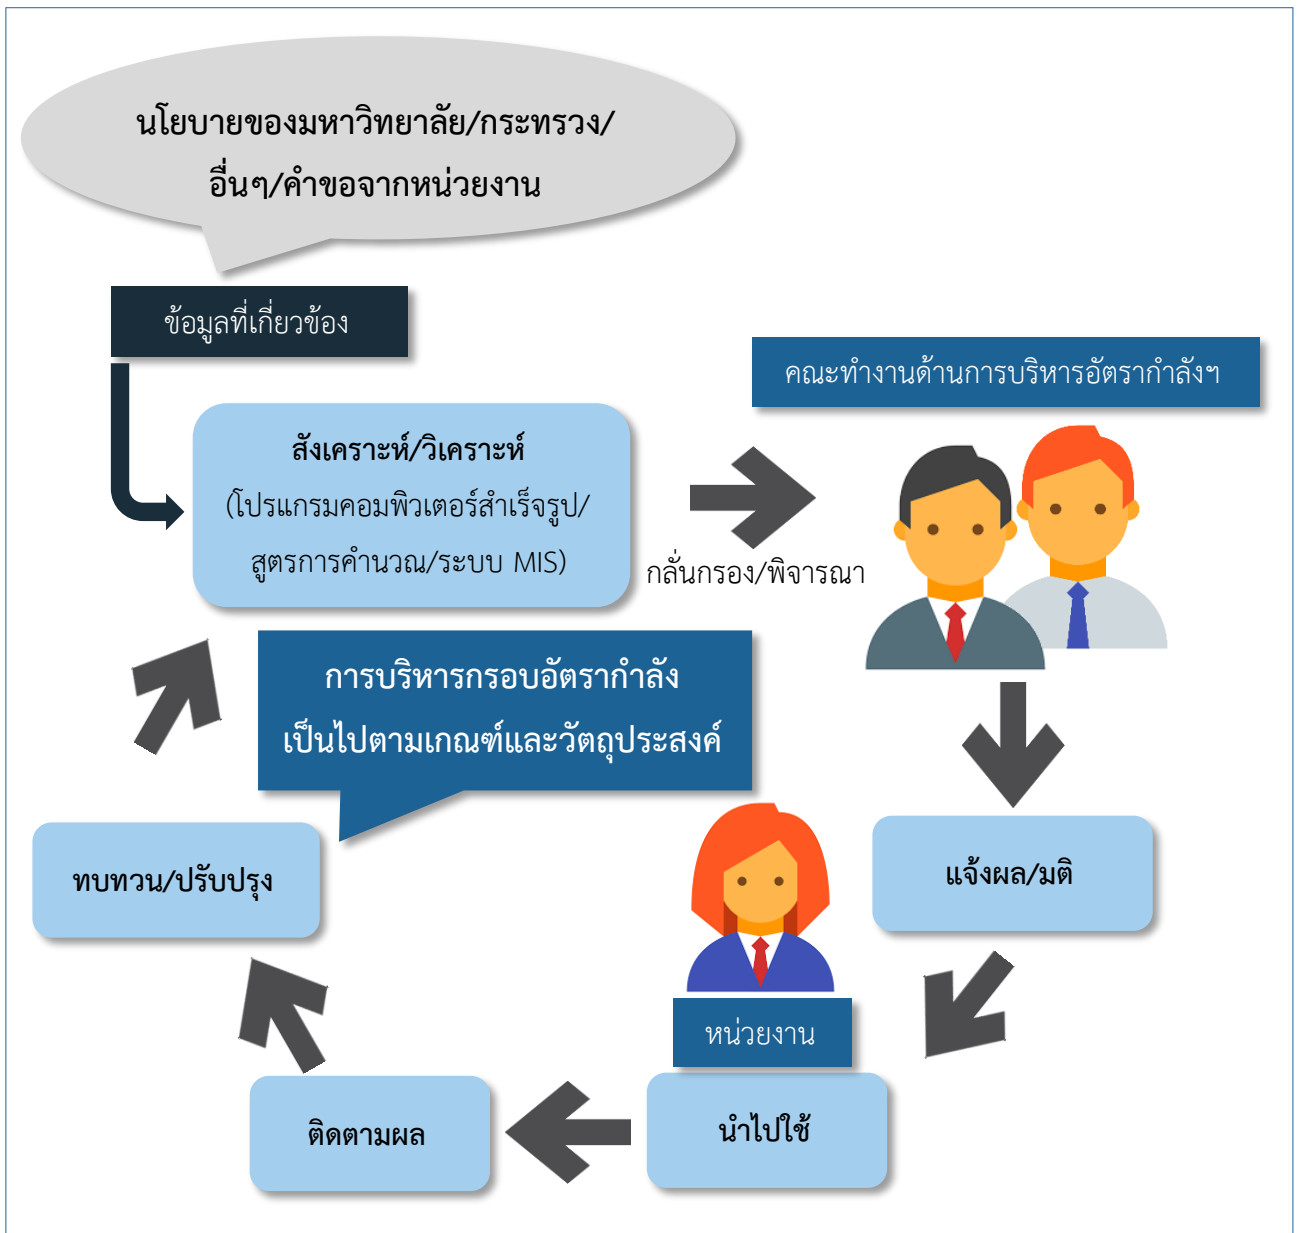 นโยบายของมหาวิทยาลัย/กระทรวง/
อื่นๆ/คำขอจากหน่วยงาน
ข้อมูลที่เกี่ยวข้อง
สังเคราะห์/วิเคราะห์
(โปรแกรมคอมพิวเตอร์สำเร็จรูป/
สูตรการคำนวณ/ระบบ MIS)
กลั่นกรอง/พิจารณา
คณะทำงานด้านการบริหารอัตรากำลังฯ
การบริหารกรอบอัตรากำลัง
เป็นไปตามเกณฑ์และวัตถุประสงค์
แจ้งผล/มติ
หน่วยงาน
นำไปใช้
ติดตามผล
ทบทวน/ปรับปรุง